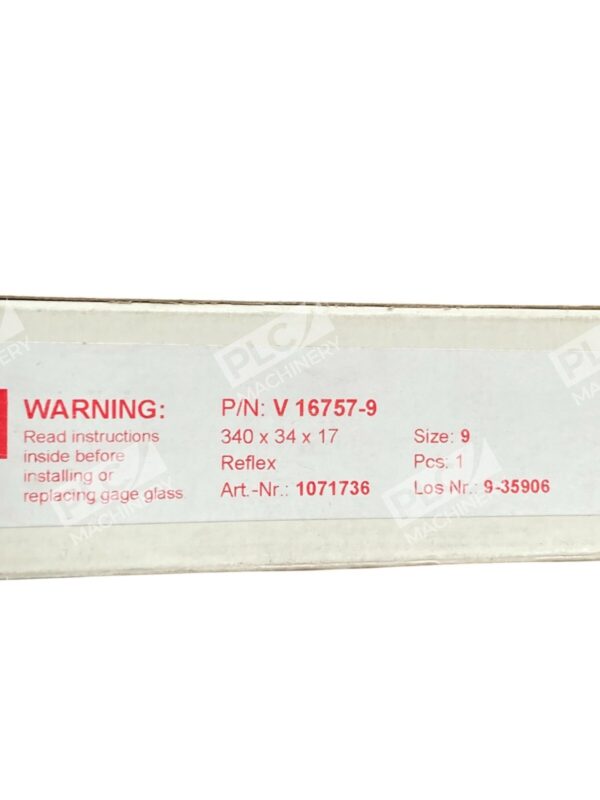 WARNING:
Read instructions
inside before
installing or
replacing gage glass.
P/N: V 16757-9
340 x 34 x 17
Reflex
Art.-Nr.: 1071736
Size: 9
Pcs: 1
Los Nr.: 9-35906
PLC
MACHINERY